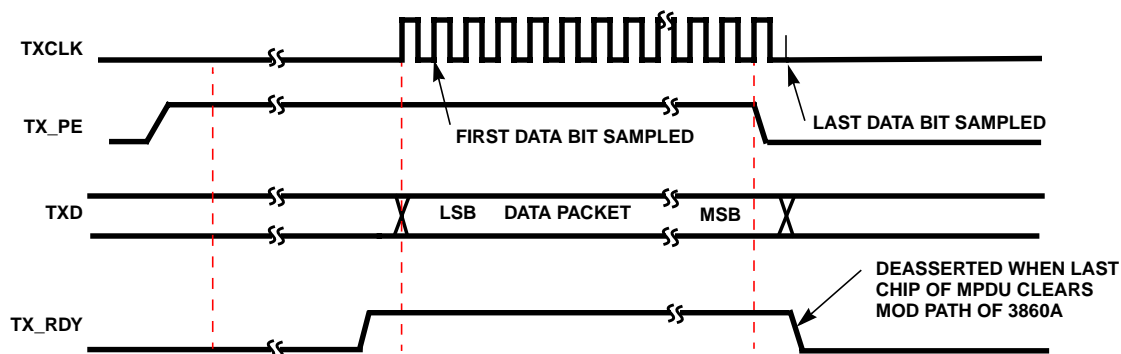 TXCLK
TX_PE
FIRST DATA BIT SAMPLED
LAST DATA BIT SAMPLED
TXD
LSB DATA PACKET MSB
DEASSERTED WHEN LAST
CHIP OF MPDU CLEARS
MOD PATH OF 3860A
TX_RDY